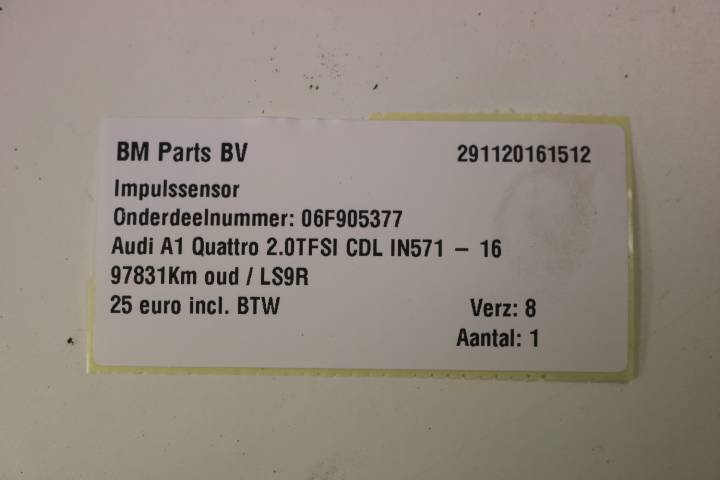 BM Parts BV 291120161512
Impulssensor
Onderdeelnummer: 06F905377
Audi A1 Quattro 2.0TFSI CDL IN571 – 16
97831Km oud / LS9R
25 euro incl. BTW Verz: 8
Aantal: 1